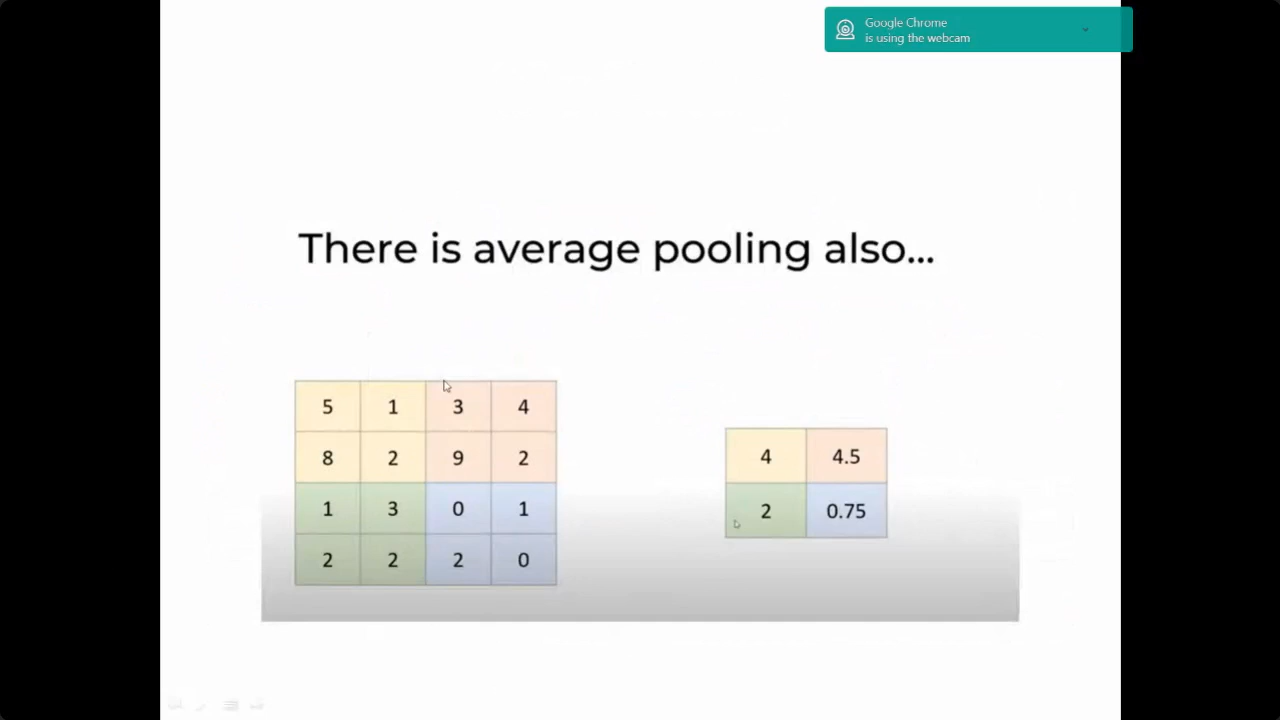 Google Chrome
is using the webcam
There is average pooling also...
5 1 3 4
8 2 9 2
1 3 0 1
2 2 2 0
4 4.5
2 0.75